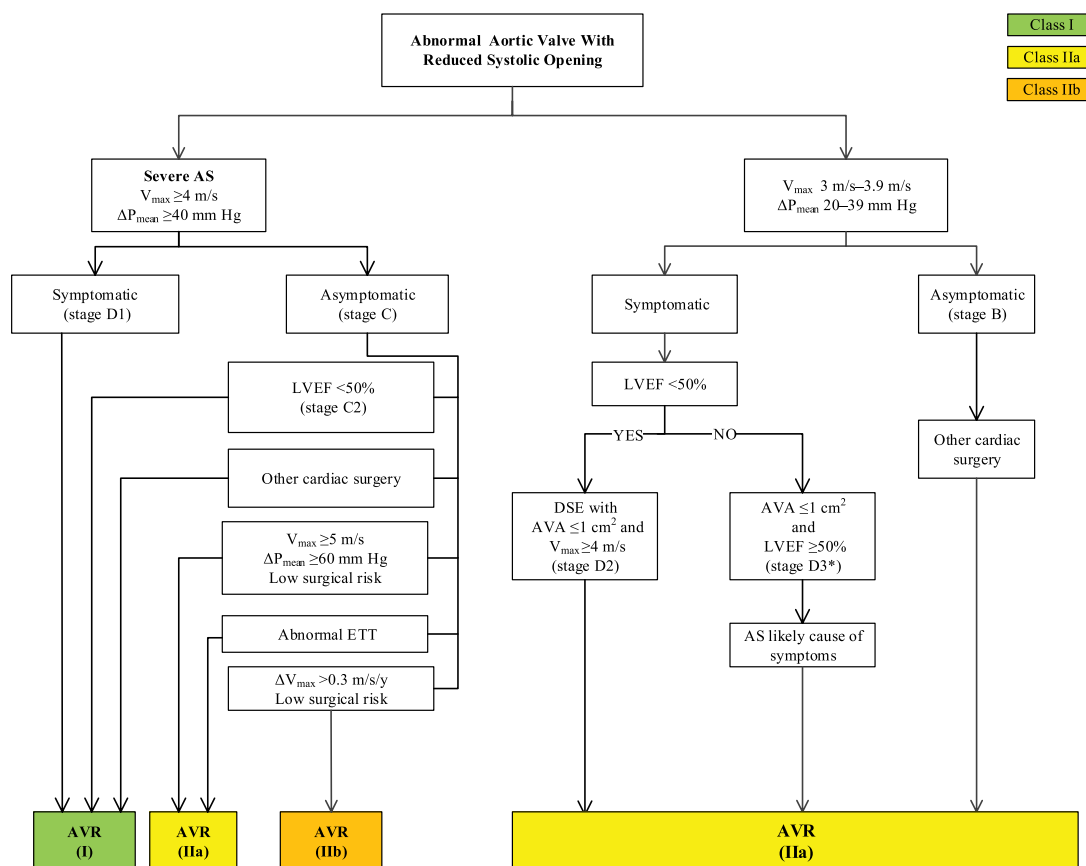 Abnormal Aortic Valve With
Reduced Systolic Opening
Class I
Class IIa
Class IIb
Severe AS
Vmax ≥4 m/s
ΔPmean ≥40 mm Hg
Vmax 3 m/s–3.9 m/s
ΔPmean 20–39 mm Hg
Symptomatic
(stage D1)
Asymptomatic
(stage C)
Symptomatic
Asymptomatic
(stage B)
LVEF <50%
(stage C2)
LVEF <50%
YES
NO
Other cardiac surgery
Other cardiac
surgery
Vmax ≥5 m/s
ΔPmean ≥60 mm Hg
Low surgical risk
DSE with
AVA ≤1 cm² and
Vmax ≥4 m/s
(stage D2)
AVA ≤1 cm²
and
LVEF ≥50%
(stage D3*)
Abnormal ETT
AS likely cause of
symptoms
ΔVmax >0.3 m/s/y
Low surgical risk
AVR
(I)
AVR
(IIa)
AVR
(IIb)
AVR
(IIa)